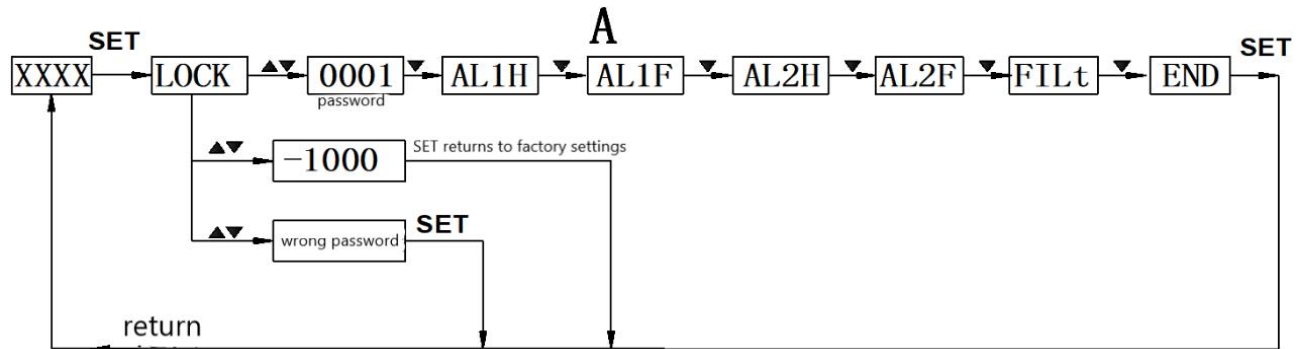 A
SET
SET
XXXX LOCK 0001 AL1H AL1F AL2H AL2F FILt END
password
-1000 SET returns to factory settings
wrong password SET
return